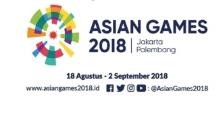 ASIAN GAMES
2018 Jakarta
Palembang
18 Agustus - 2 September 2018
www.asiangames2018.id : @AsianGames2018